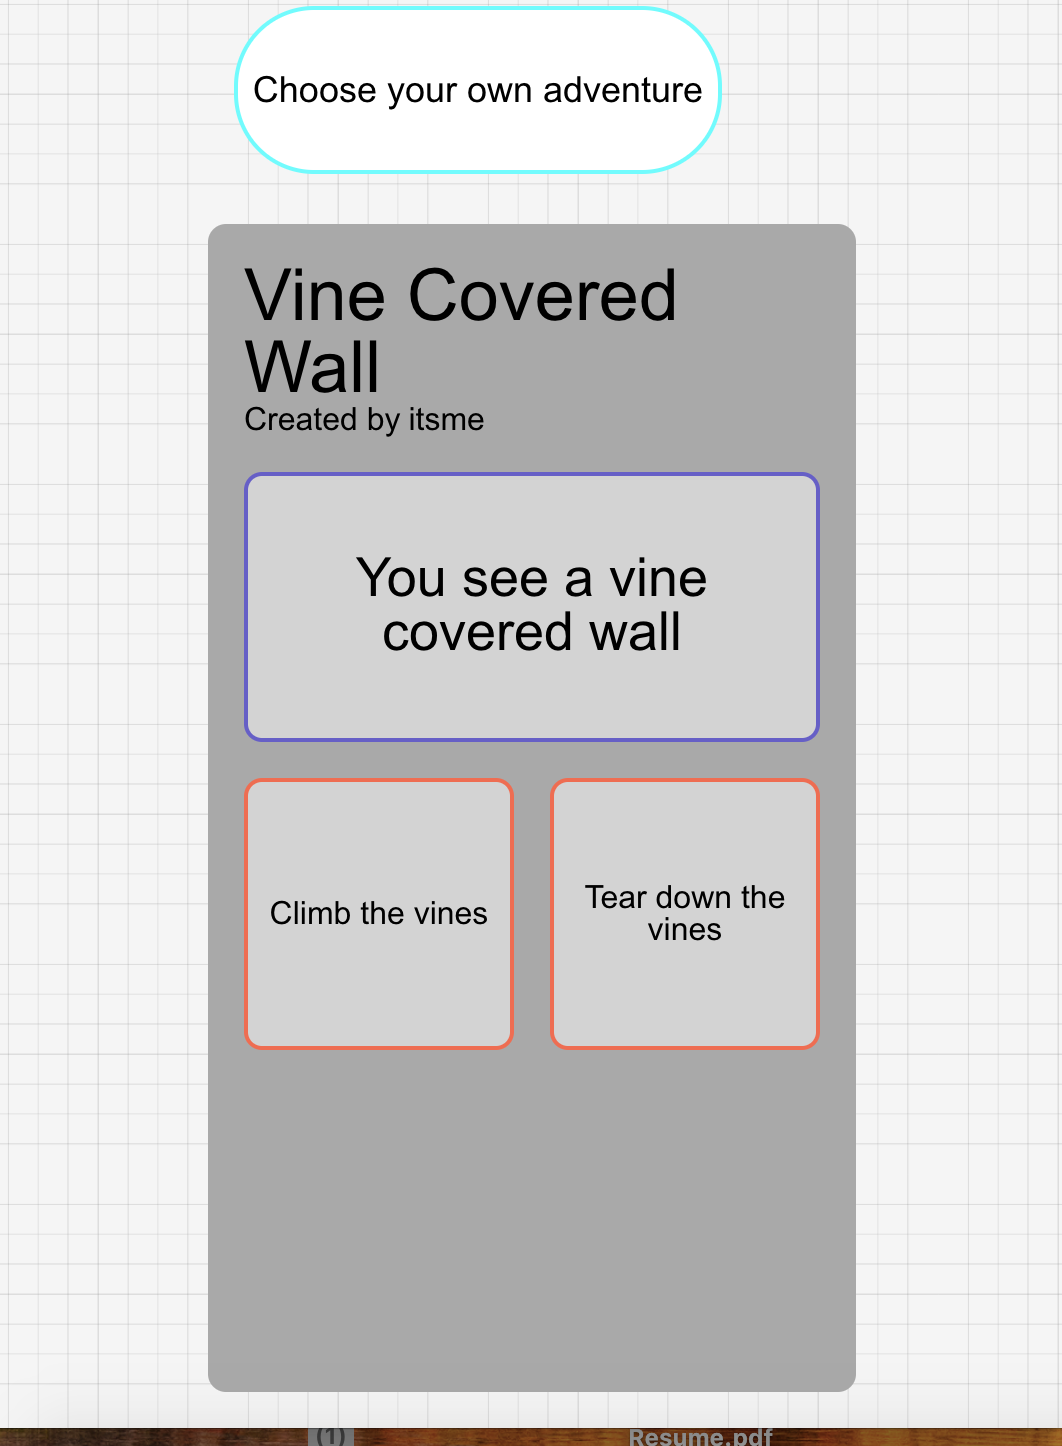 Choose your own adventure
Vine Covered
Wall
Created by itsme
You see a vine
covered wall
Climb the vines
Tear down the
vines
(1)
Resume.pdf